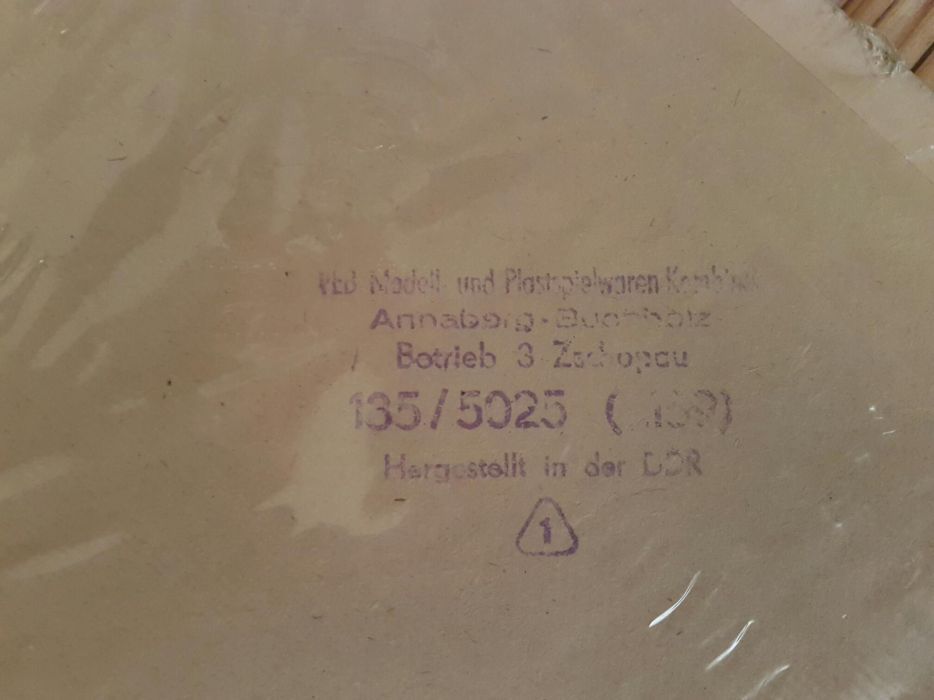 VEB Modell- und Plastspielwaren-Kombinat
Annaberg-Buchholz
Betrieb 3 Zschopau
135/5025 (
Hergestellt in der DDR
1